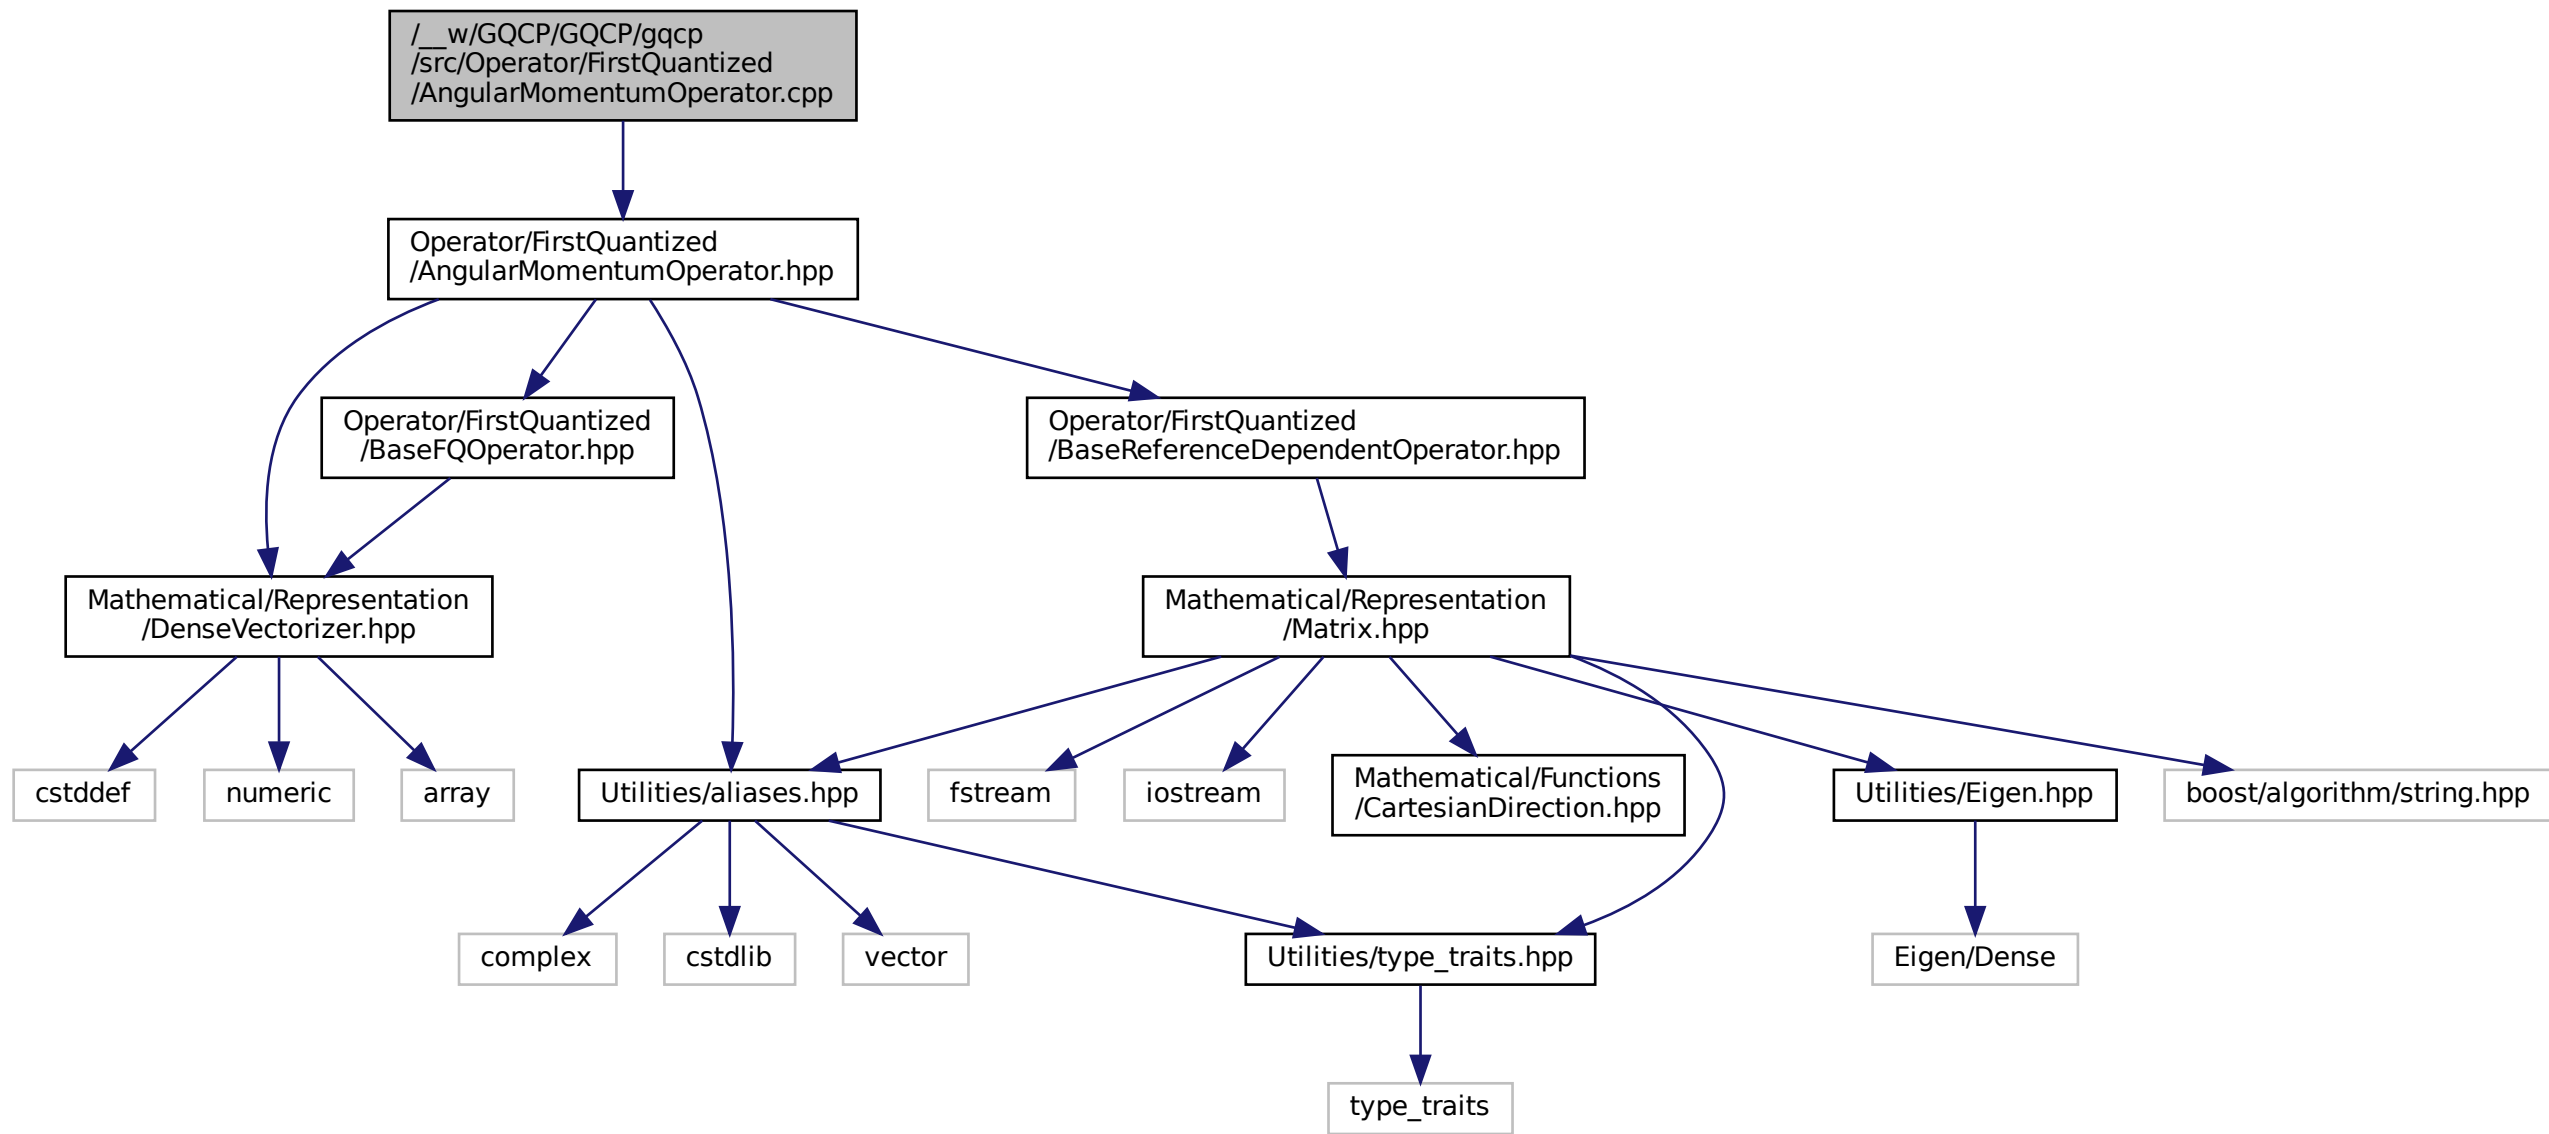 /__w/GQCP/GQCP/gqcp
/src/Operator/FirstQuantized
/AngularMomentumOperator.cpp
Operator/FirstQuantized
/AngularMomentumOperator.hpp
Operator/FirstQuantized
/BaseFQOperator.hpp
Operator/FirstQuantized
/BaseReferenceDependentOperator.hpp
Mathematical/Representation
/DenseVectorizer.hpp
Mathematical/Representation
/Matrix.hpp
cstddef
numeric
array
Utilities/aliases.hpp
fstream
iostream
Mathematical/Functions
/CartesianDirection.hpp
Utilities/Eigen.hpp
boost/algorithm/string.hpp
complex
cstdlib
vector
Utilities/type_traits.hpp
Eigen/Dense
type_traits